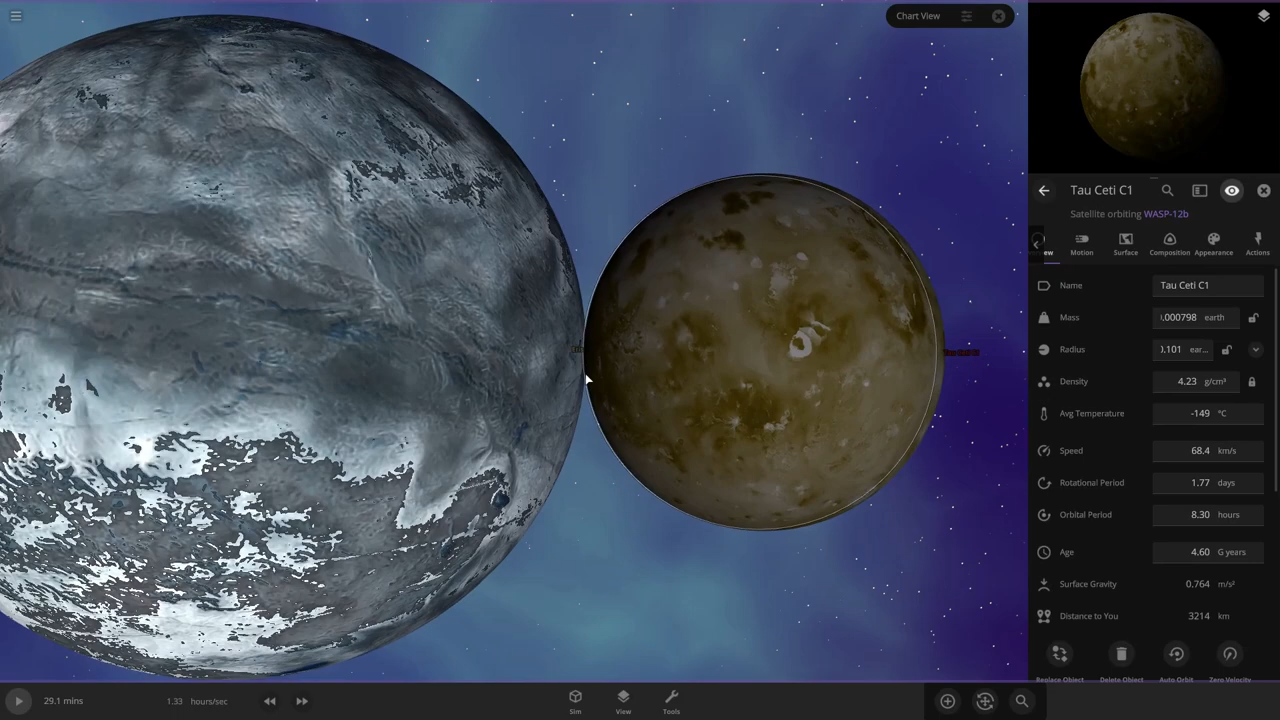 Chart View
Tau Ceti C1
Satellite orbiting WASP-12b
ew Motion Surface Composition Appearance Actions
Name Tau Ceti C1
Mass ,000798 earth
Radius ).101 ear...
Density 4.23 g/cm³
Avg Temperature -149 °C
Speed 68.4 km/s
Rotational Period 1.77 days
Orbital Period 8.30 hours
Age 4.60 G years
Surface Gravity 0.764 m/s²
Distance to You 3214 km
Replace Object Delete Object Auto Orbit Zero Velocity
29.1 mins 1.33 hours/sec
Sim View Tools